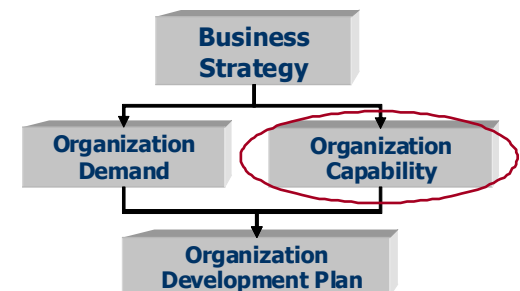 Business
Strategy
Organization
Demand
Organization
Capability
Organization
Development Plan